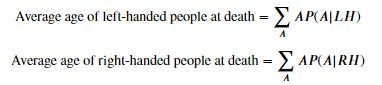 Average age of left-handed people at death = ∑_A AP(A|LH)
Average age of right-handed people at death = ∑_A AP(A|RH)